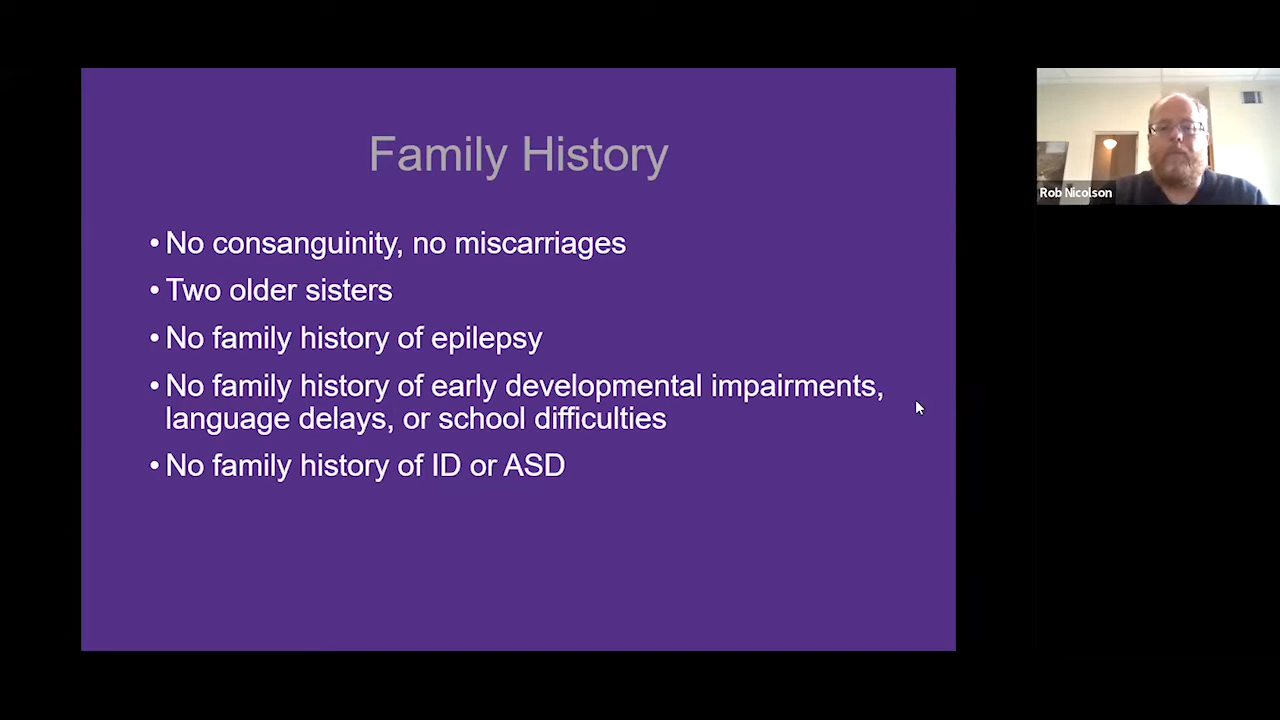 Family History
• No consanguinity, no miscarriages
• Two older sisters
• No family history of epilepsy
• No family history of early developmental impairments,
language delays, or school difficulties
• No family history of ID or ASD
Rob Nicolson